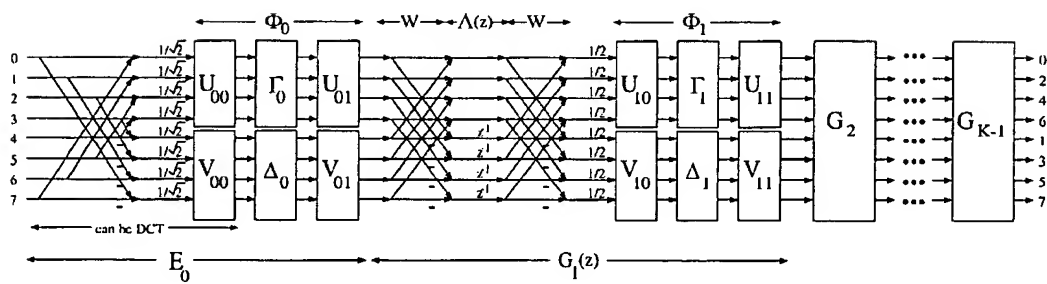 Φ0 W Λ(z) W Φ1
0 1/√2 1/2 0
1 1/√2 1/2 2
2 1/√2 1/2 4
3 1/√2 1/2 6
4 1/√2 z-1 1/2 1
5 1/√2 z-1 1/2 3
6 1/√2 z-1 1/2 5
7 1/√2 z-1 1/2 7
U00 Γ0 U01 U10 Γ1 U11
V00 Δ0 V01 V10 Δ1 V11
G2 ••• GK-1
can be DCT
E0 G1(z)